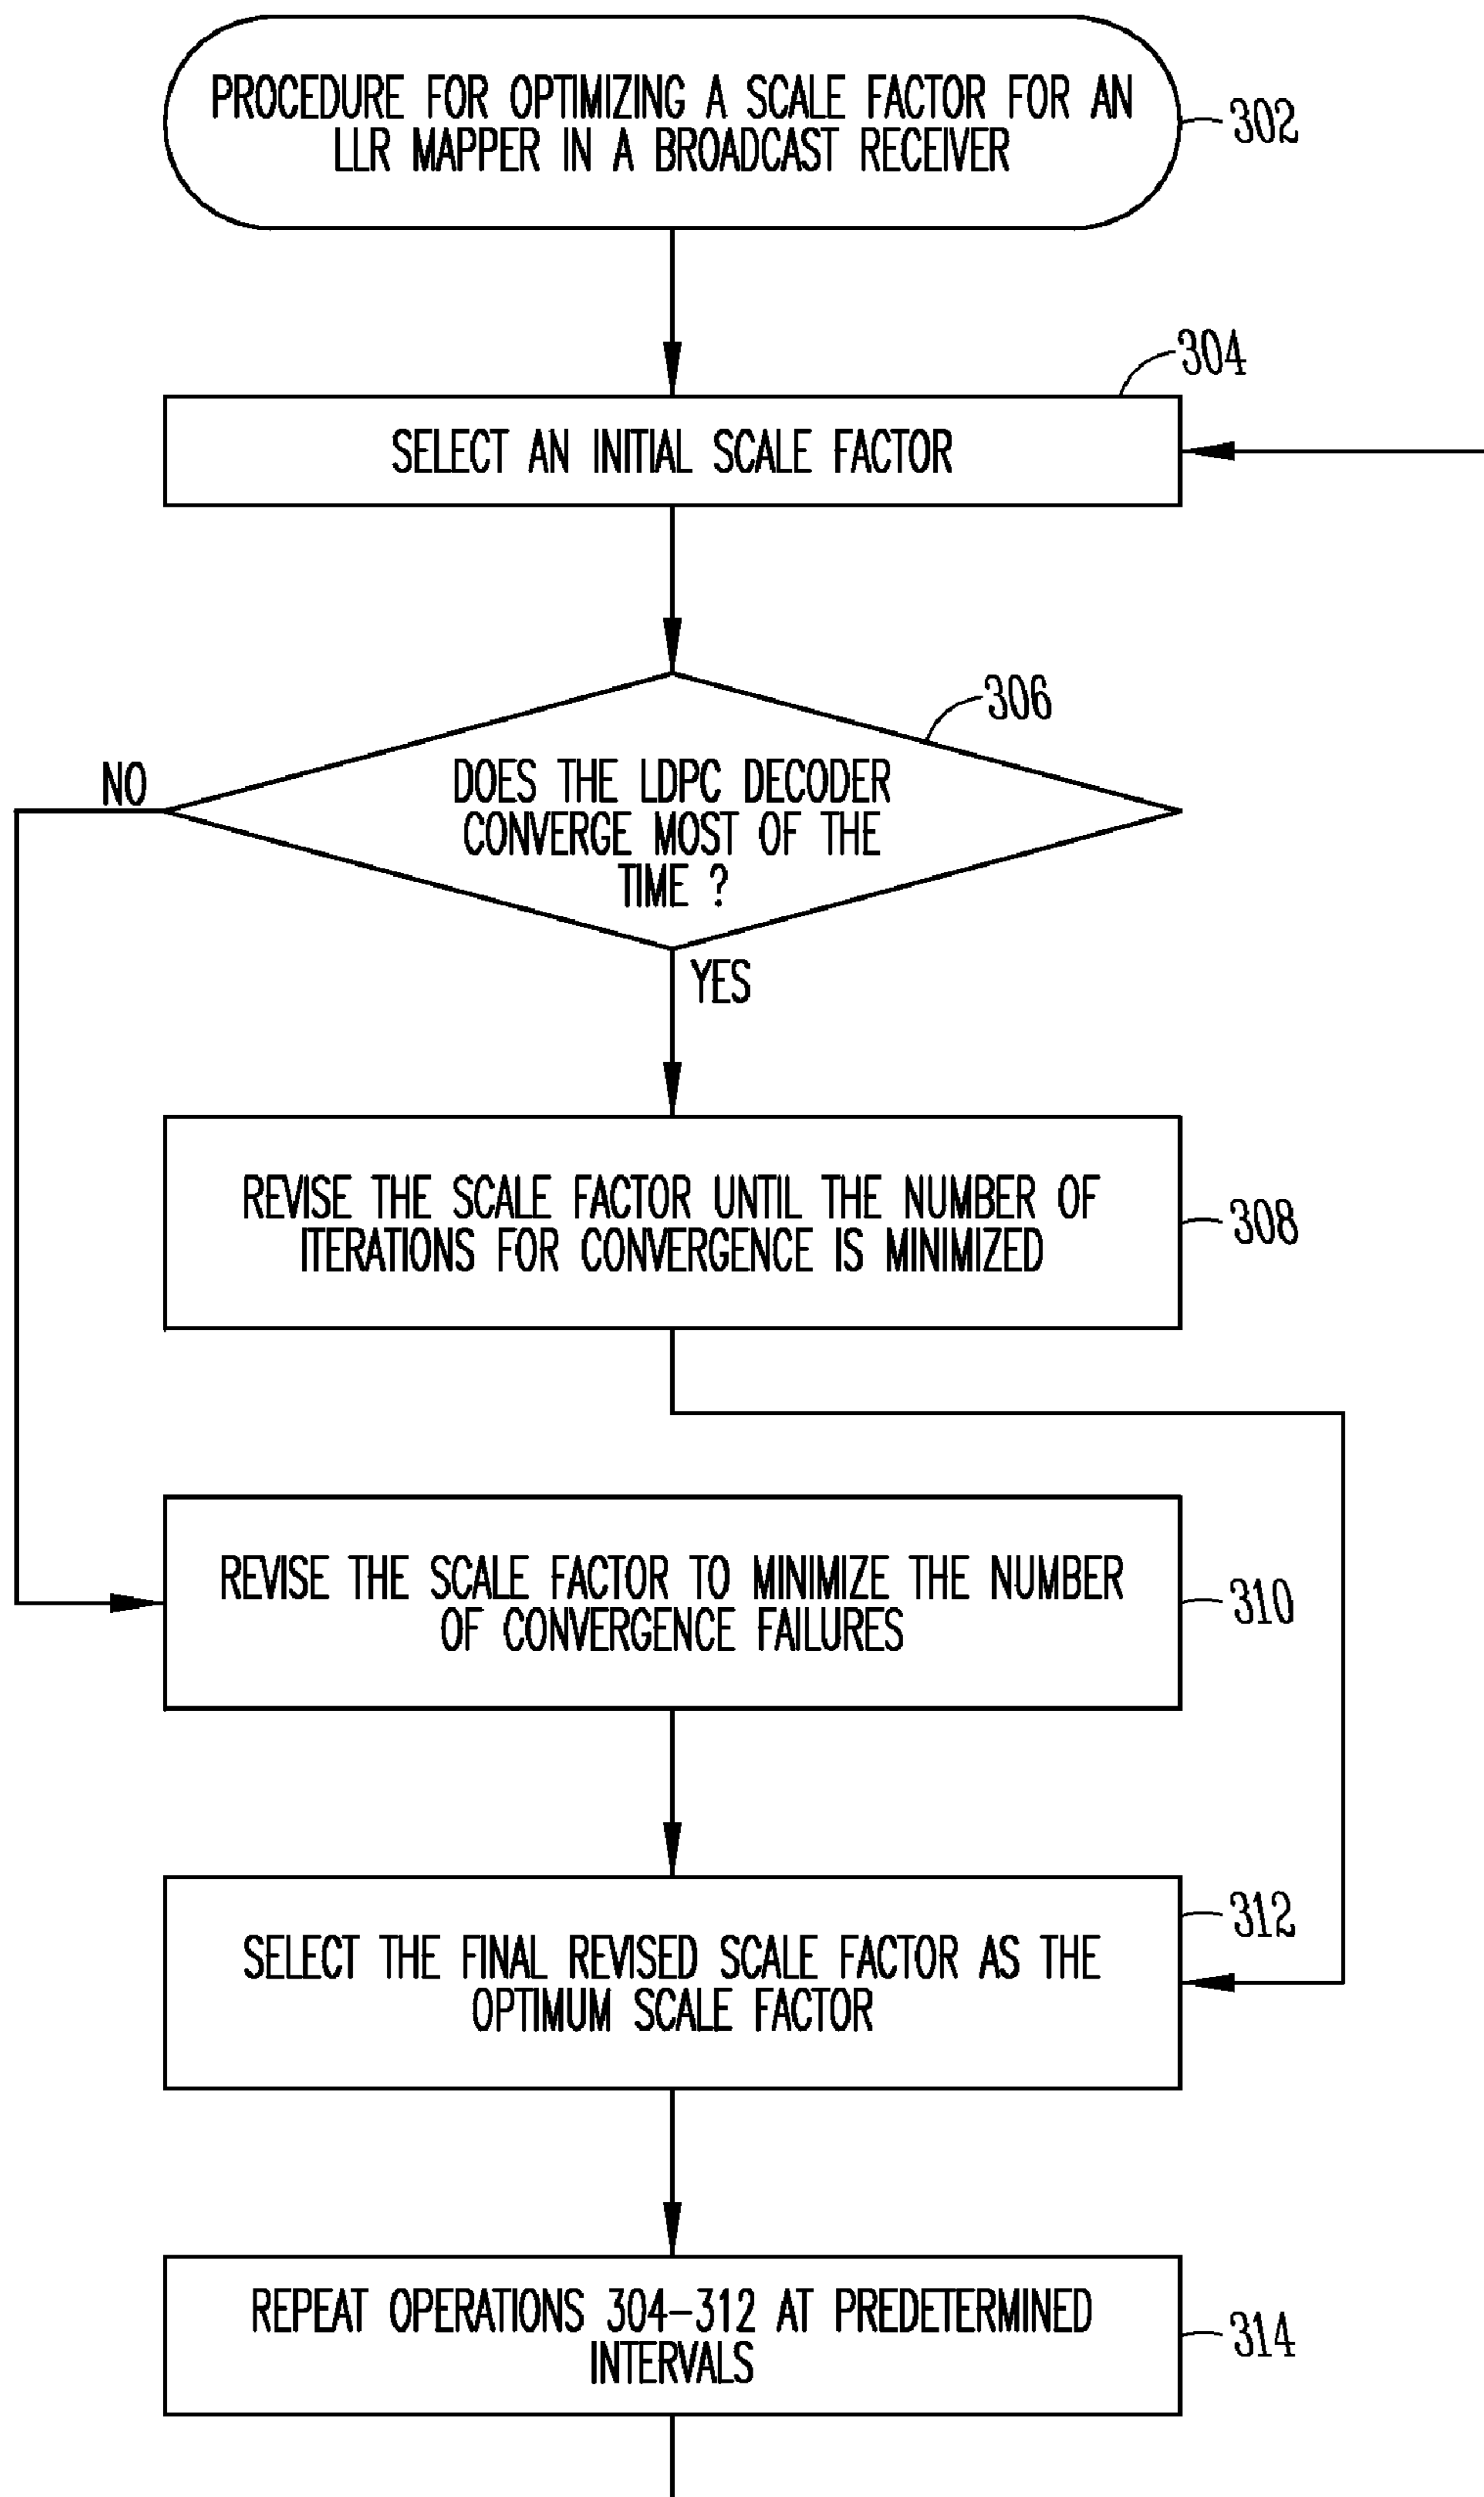 PROCEDURE FOR OPTIMIZING A SCALE FACTOR FOR AN
LLR MAPPER IN A BROADCAST RECEIVER
302
304
SELECT AN INITIAL SCALE FACTOR
306
NO
DOES THE LDPC DECODER
CONVERGE MOST OF THE
TIME ?
YES
REVISE THE SCALE FACTOR UNTIL THE NUMBER OF
ITERATIONS FOR CONVERGENCE IS MINIMIZED
308
REVISE THE SCALE FACTOR TO MINIMIZE THE NUMBER
OF CONVERGENCE FAILURES
310
312
SELECT THE FINAL REVISED SCALE FACTOR AS THE
OPTIMUM SCALE FACTOR
REPEAT OPERATIONS 304-312 AT PREDETERMINED
INTERVALS
314